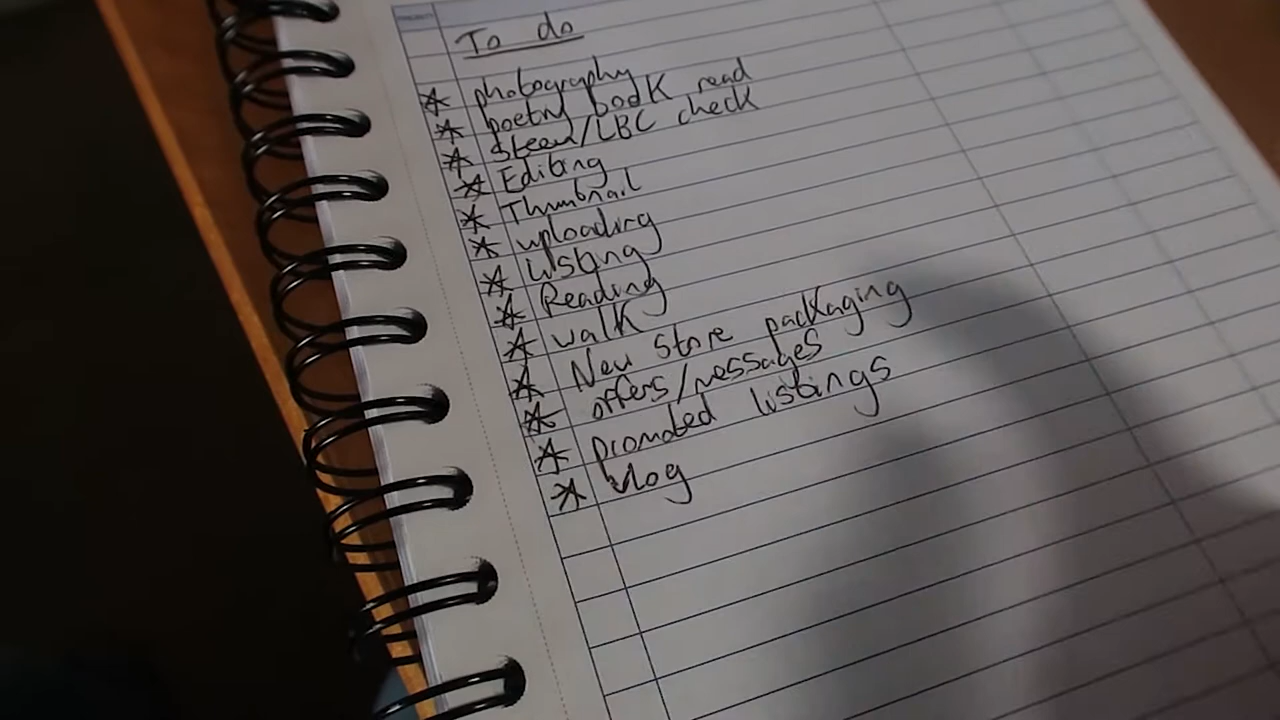 To do
* photography
* poetry book read
* Steem/LBC check
* Editing
* Thumbnail
* uploading
* Listing
* Reading
* walk
* New store packaging
* offers/messages
* promoted listings
* Vlog